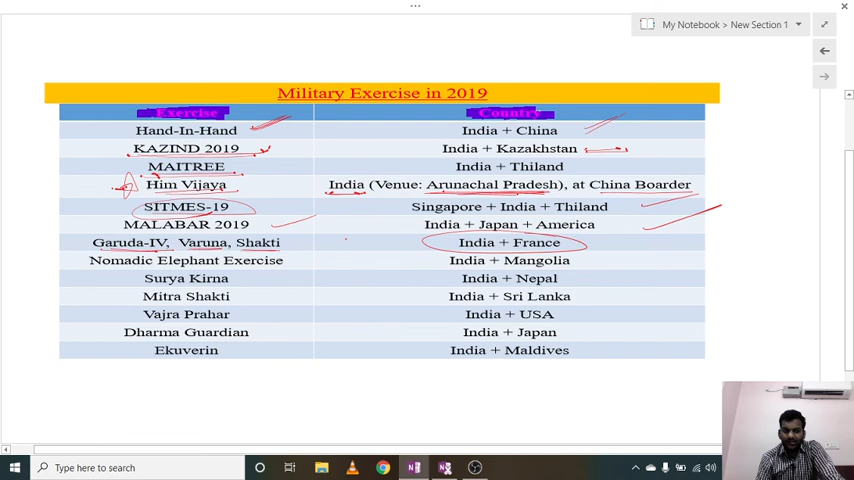 My Notebook > New Section 1
Military Exercise in 2019
Exercise Country
Hand-In-Hand India + China
KAZIND 2019 India + Kazakhstan
MAITREE India + Thiland
Him Vijaya India (Venue: Arunachal Pradesh), at China Boarder
SITMES-19 Singapore + India + Thiland
MALABAR 2019 India + Japan + America
Garuda-IV, Varuna, Shakti India + France
Nomadic Elephant Exercise India + Mangolia
Surya Kirna India + Nepal
Mitra Shakti India + Sri Lanka
Vajra Prahar India + USA
Dharma Guardian India + Japan
Ekuverin India + Maldives
Type here to search